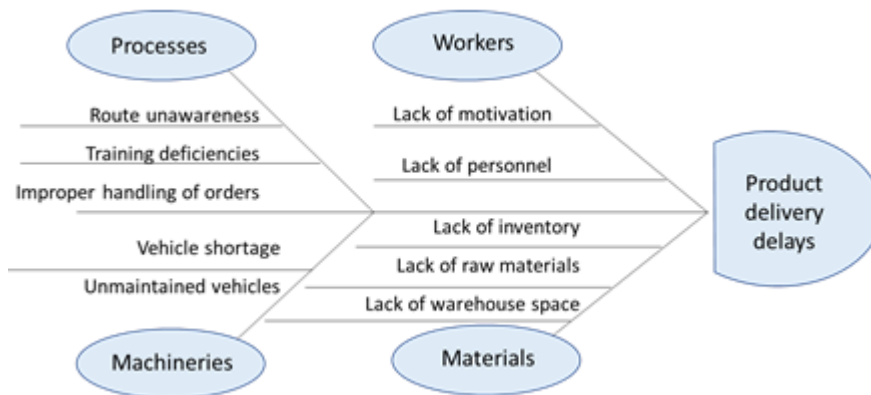 Processes
Workers
Route unawareness
Training deficiencies
Improper handling of orders
Lack of motivation
Lack of personnel
Product
delivery
delays
Vehicle shortage
Unmaintained vehicles
Lack of inventory
Lack of raw materials
Lack of warehouse space
Machineries
Materials